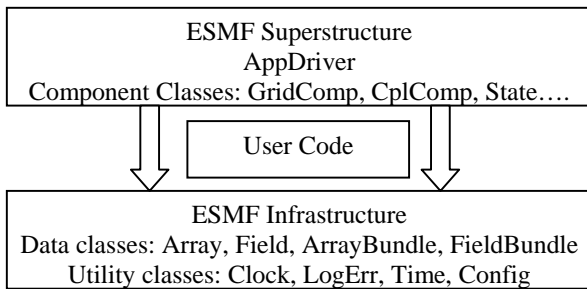 ESMF Superstructure
AppDriver
Component Classes: GridComp, CplComp, State….
User Code
ESMF Infrastructure
Data classes: Array, Field, ArrayBundle, FieldBundle
Utility classes: Clock, LogErr, Time, Config